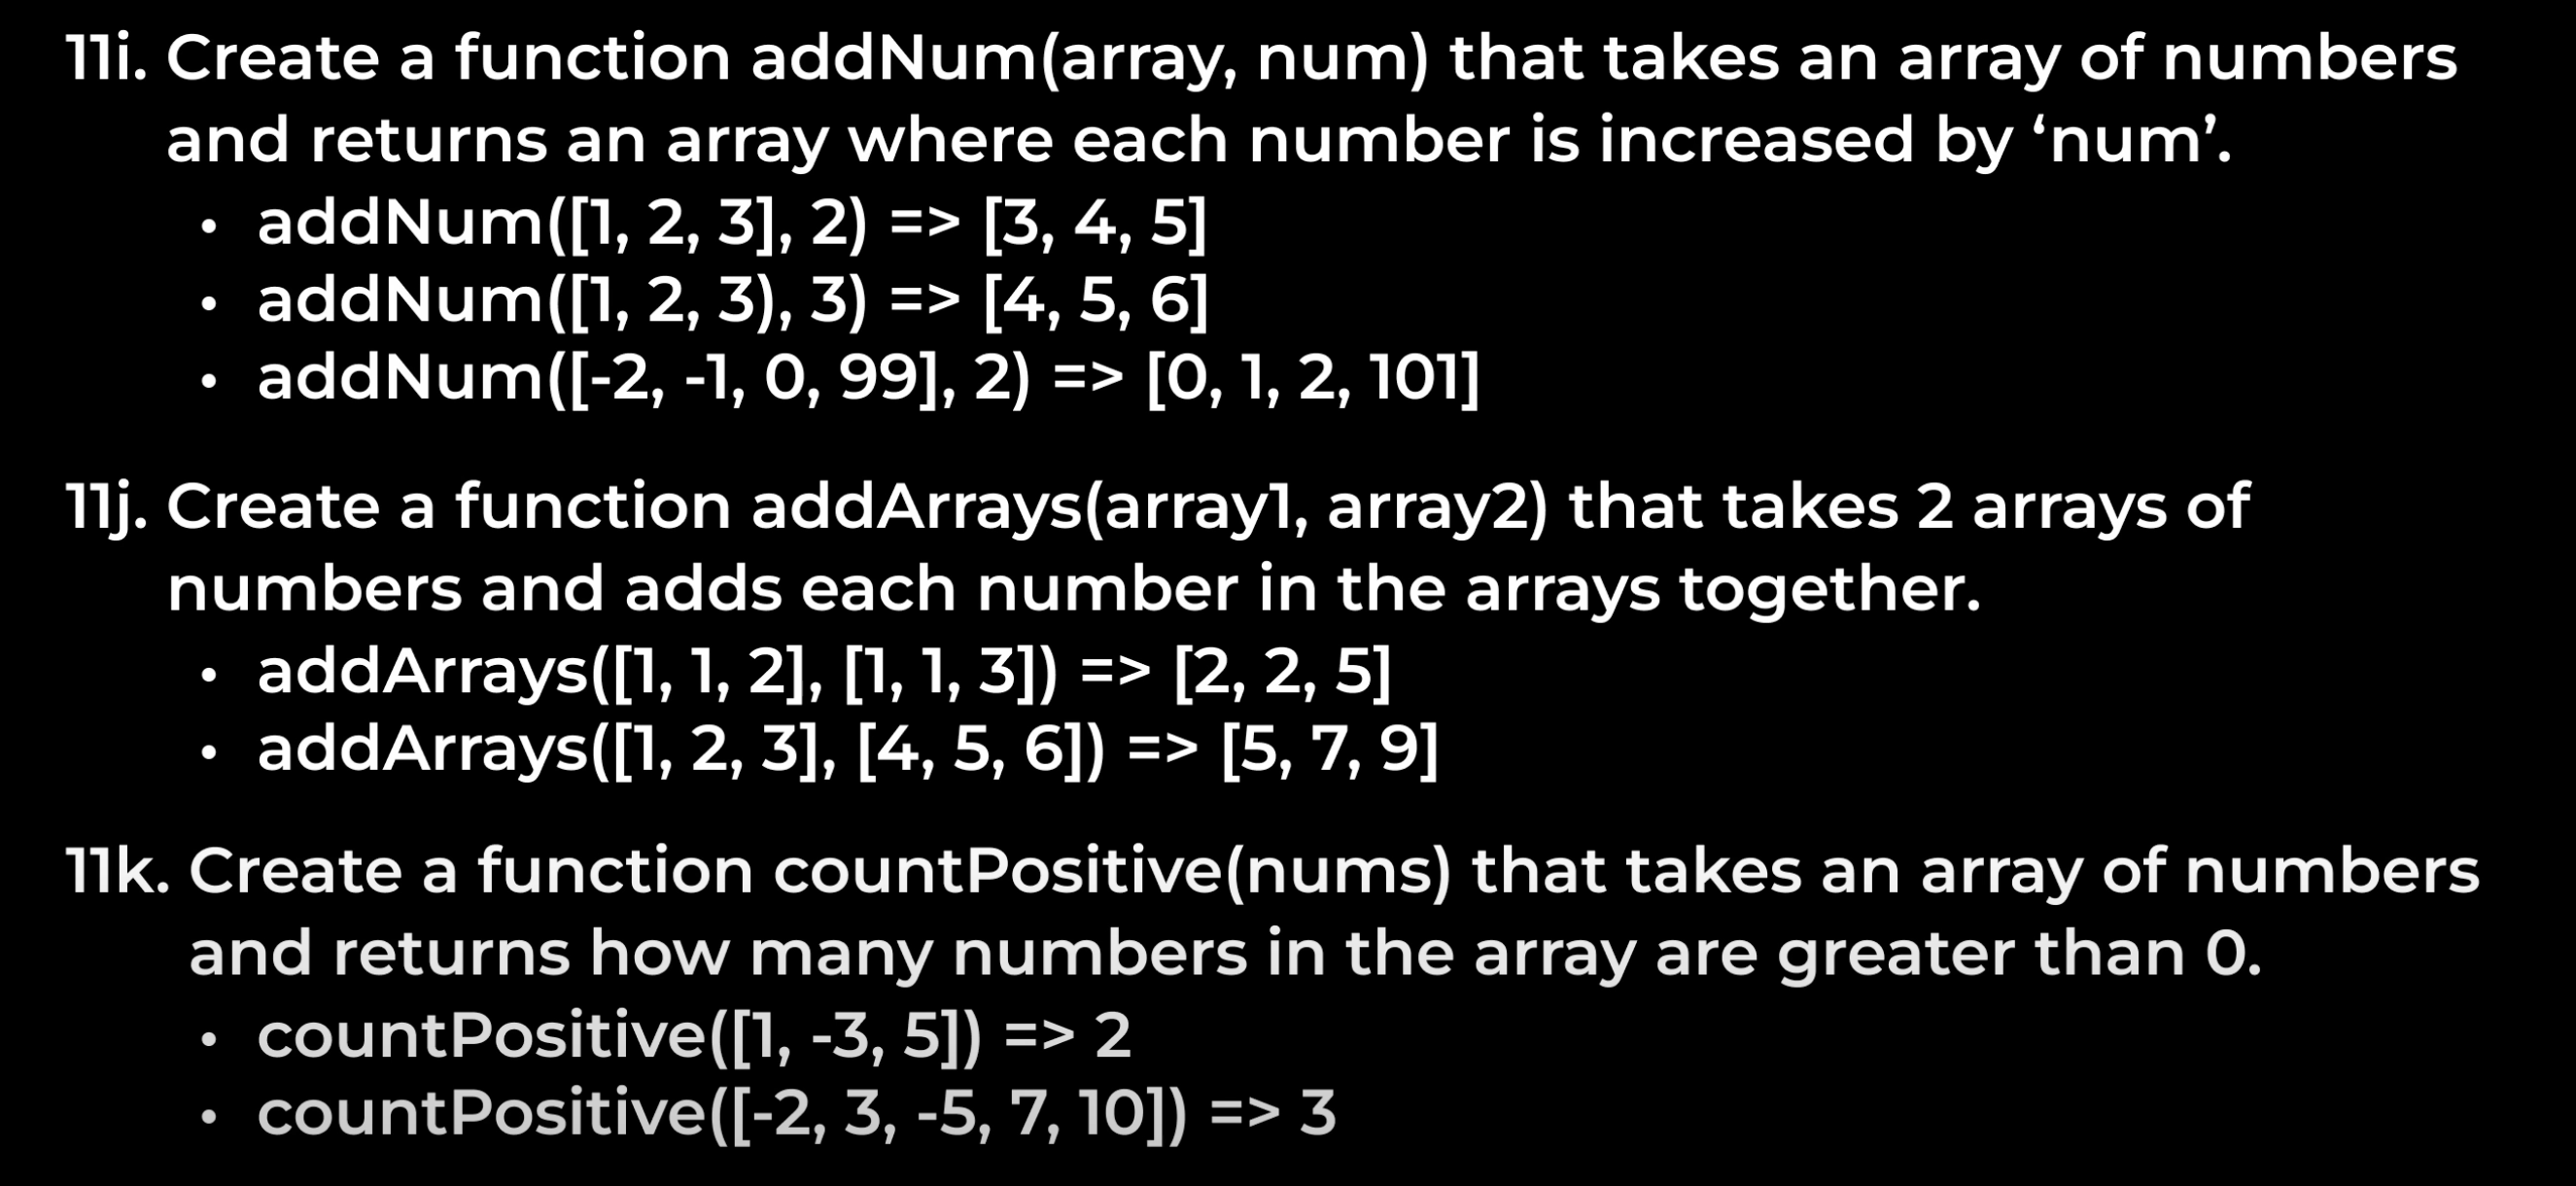 11i. Create a function addNum(array, num) that takes an array of numbers
and returns an array where each number is increased by ‘num’.
• addNum([1, 2, 3], 2) => [3, 4, 5]
• addNum([1, 2, 3), 3) => [4, 5, 6]
• addNum([-2, -1, 0, 99], 2) => [0, 1, 2, 101]
11j. Create a function addArrays(array1, array2) that takes 2 arrays of
numbers and adds each number in the arrays together.
• addArrays([1, 1, 2], [1, 1, 3]) => [2, 2, 5]
• addArrays([1, 2, 3], [4, 5, 6]) => [5, 7, 9]
11k. Create a function countPositive(nums) that takes an array of numbers
and returns how many numbers in the array are greater than 0.
• countPositive([1, -3, 5]) => 2
• countPositive([-2, 3, -5, 7, 10]) => 3